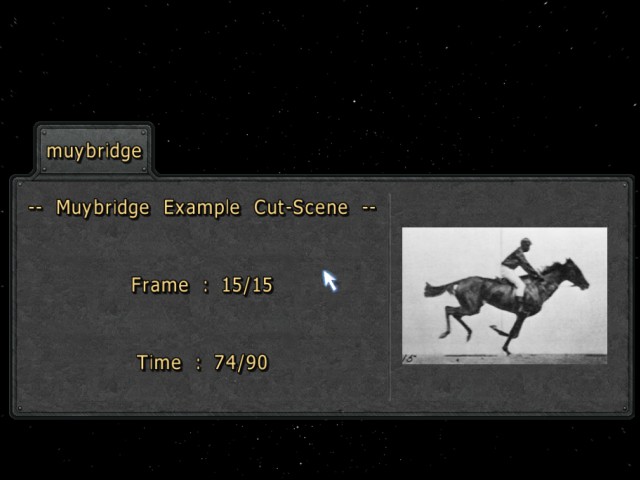 muybridge
-- Muybridge Example Cut-Scene --
Frame : 15/15
Time : 74/90
15